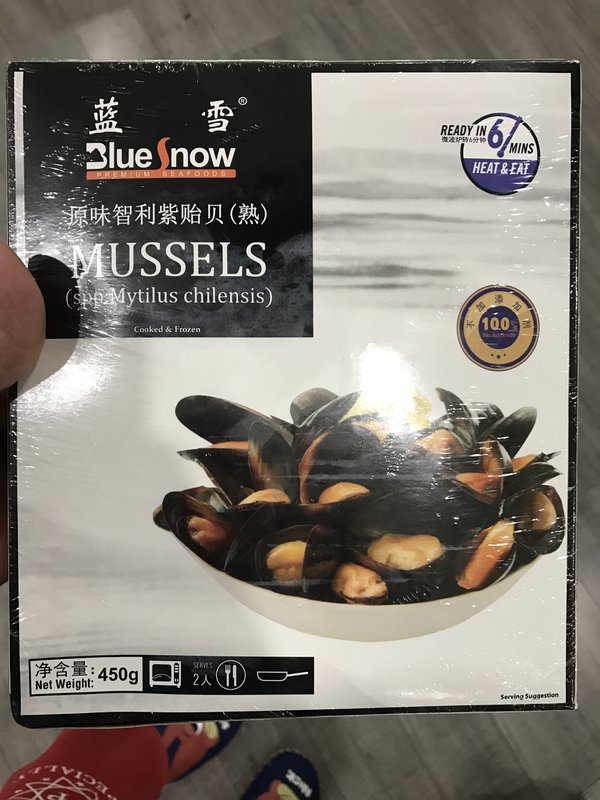 蓝 雪®
Blue Snow
PREMIUM SEAFOODS
原味智利紫贻贝(熟)
MUSSELS
(spp:Mytilus chilensis)
Cooked & Frozen
READY IN 6 MINS
微波炉转6分钟
HEAT & EAT
不加添加剂
100%
No Additive
净含量: 450g
Net Weight:
SERVES
2人
Serving Suggestion
ECIALL